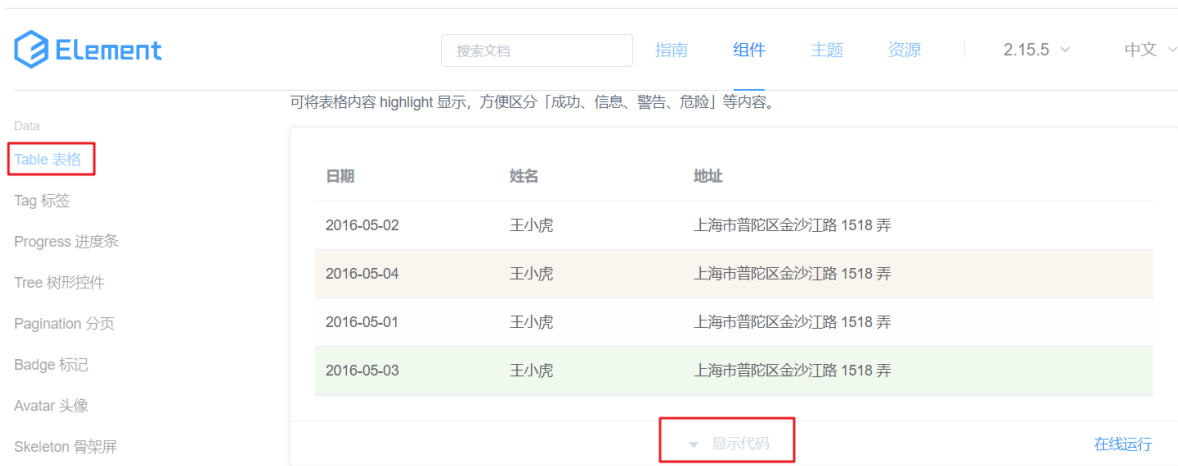 Element 搜索文档 指南 组件 主题 资源 2.15.5 中文
可将表格内容 highlight 显示，方便区分「成功、信息、警告、危险」等内容。
Data
Table 表格
Tag 标签
Progress 进度条
Tree 树形控件
Pagination 分页
Badge 标记
Avatar 头像
Skeleton 骨架屏
日期 姓名 地址
2016-05-02 王小虎 上海市普陀区金沙江路 1518 弄
2016-05-04 王小虎 上海市普陀区金沙江路 1518 弄
2016-05-01 王小虎 上海市普陀区金沙江路 1518 弄
2016-05-03 王小虎 上海市普陀区金沙江路 1518 弄
显示代码 在线运行